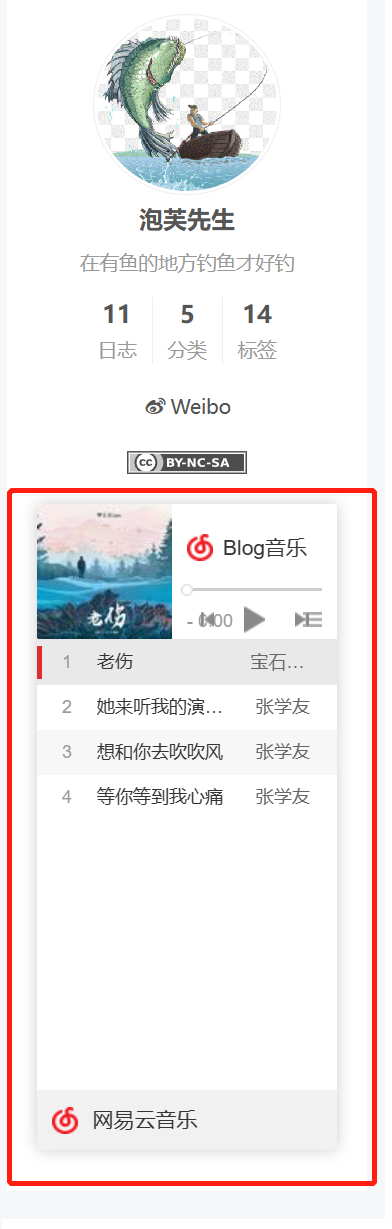 泡芙先生
在有鱼的地方钓鱼才好钓
11 5 14
日志 分类 标签
Weibo
cc BY-NC-SA
老伤
Blog音乐
- 0:00
1 老伤 宝石…
2 她来听我的演… 张学友
3 想和你去吹吹风 张学友
4 等你等到我心痛 张学友
网易云音乐